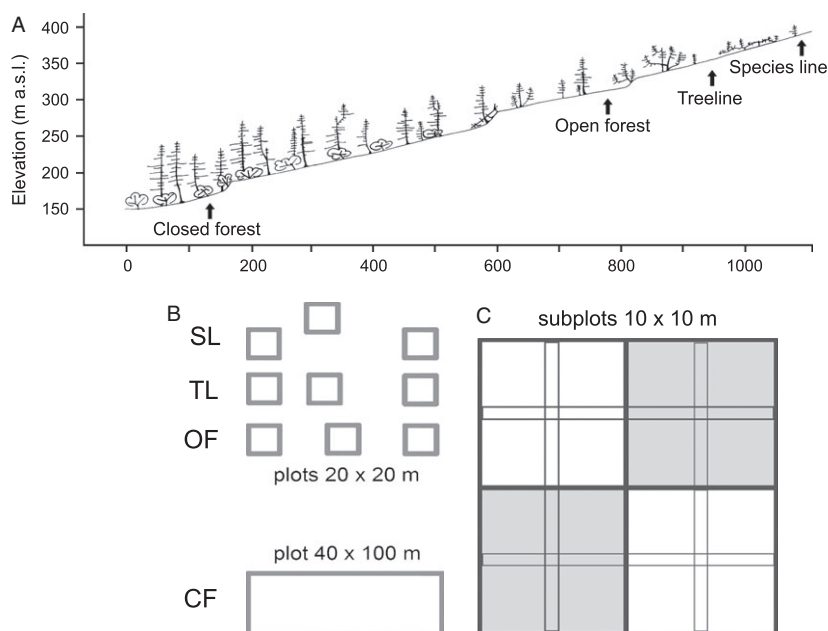 A
Elevation (m a.s.l.)
400
350
300
250
200
150
Species line
Treeline
Open forest
Closed forest
0
200
400
600
800
1000
B
SL
TL
OF
plots 20 x 20 m
plot 40 x 100 m
CF
C
subplots 10 x 10 m